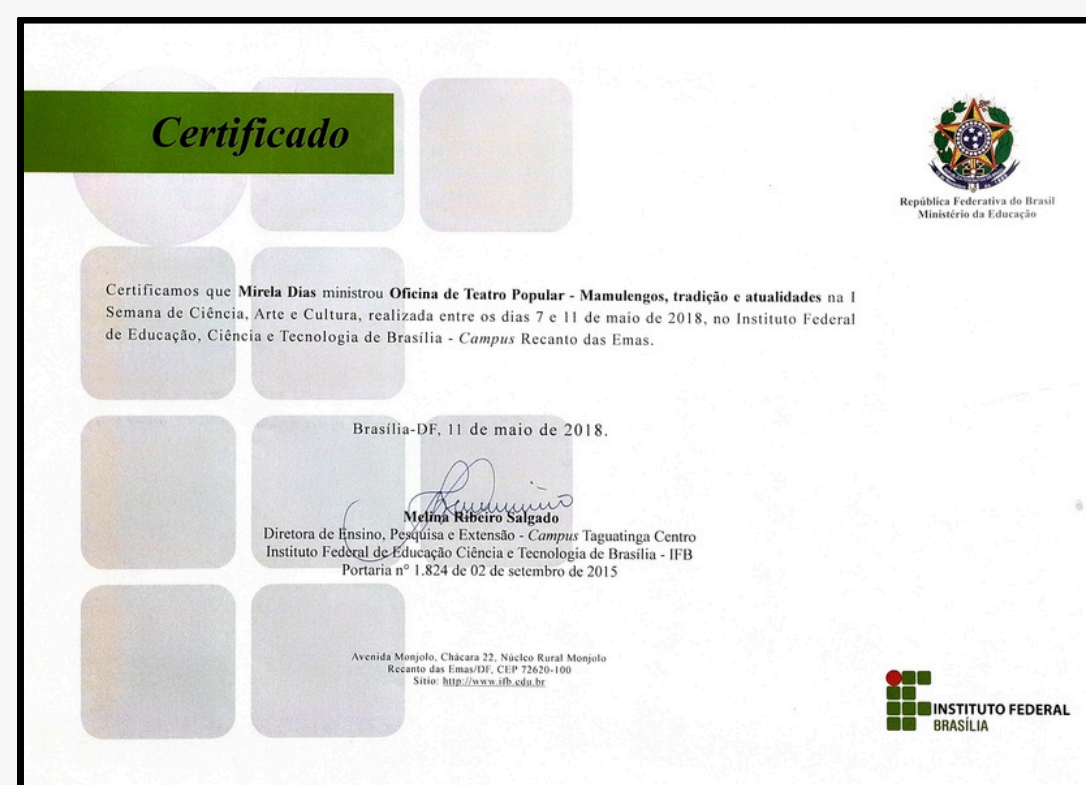 Certificado
República Federativa do Brasil
Ministério da Educação
Certificamos que Mirela Dias ministrou Oficina de Teatro Popular - Mamulengos, tradição e atualidades na I
Semana de Ciência, Arte e Cultura, realizada entre os dias 7 e 11 de maio de 2018, no Instituto Federal
de Educação, Ciência e Tecnologia de Brasília - Campus Recanto das Emas.
Brasília-DF, 11 de maio de 2018.
Melina Ribeiro Salgado
Diretora de Ensino, Pesquisa e Extensão - Campus Taguatinga Centro
Instituto Federal de Educação Ciência e Tecnologia de Brasília - IFB
Portaria nº 1.824 de 02 de setembro de 2015
Avenida Monjolo, Chácara 22, Núcleo Rural Monjolo
Recanto das Emas/DF, CEP 72620-100
Sítio: http://www.ifb.edu.br
INSTITUTO FEDERAL
BRASÍLIA